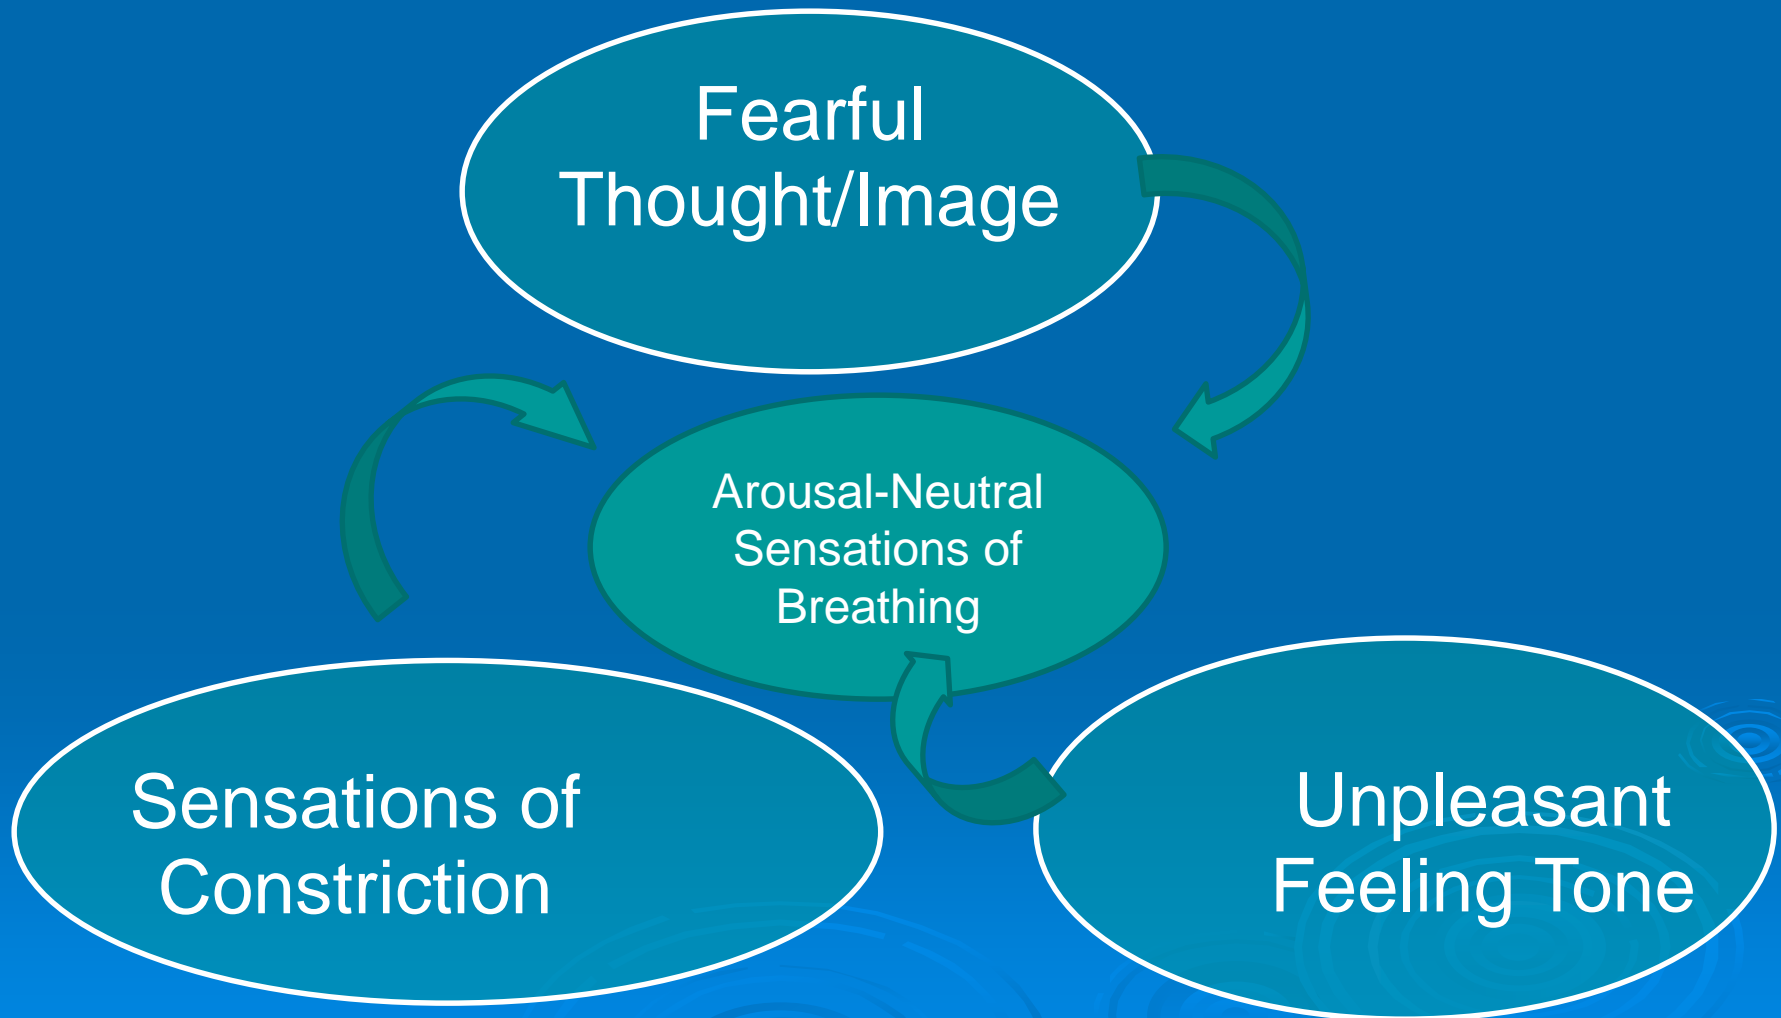 Fearful
Thought/Image
Arousal-Neutral
Sensations of
Breathing
Sensations of
Constriction
Unpleasant
Feeling Tone